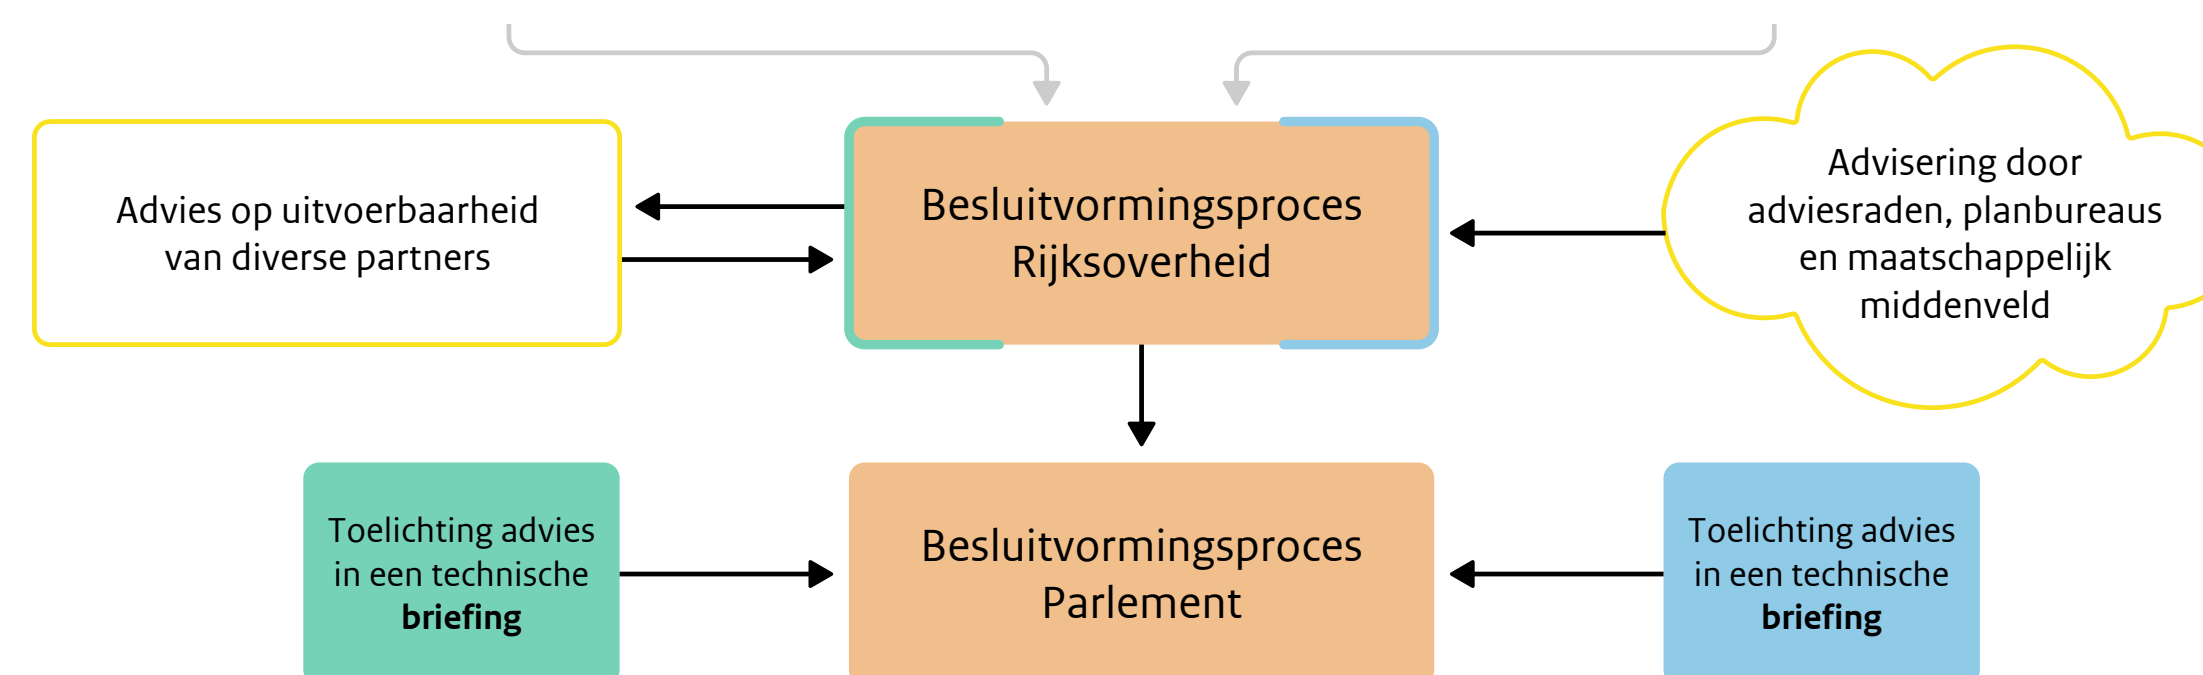 Advies op uitvoerbaarheid
van diverse partners
Besluitvormingsproces
Rijksoverheid
Advisering door
adviesraden, planbureaus
en maatschappelijk
middenveld
Toelichting advies
in een technische
briefing
Besluitvormingsproces
Parlement
Toelichting advies
in een technische
briefing